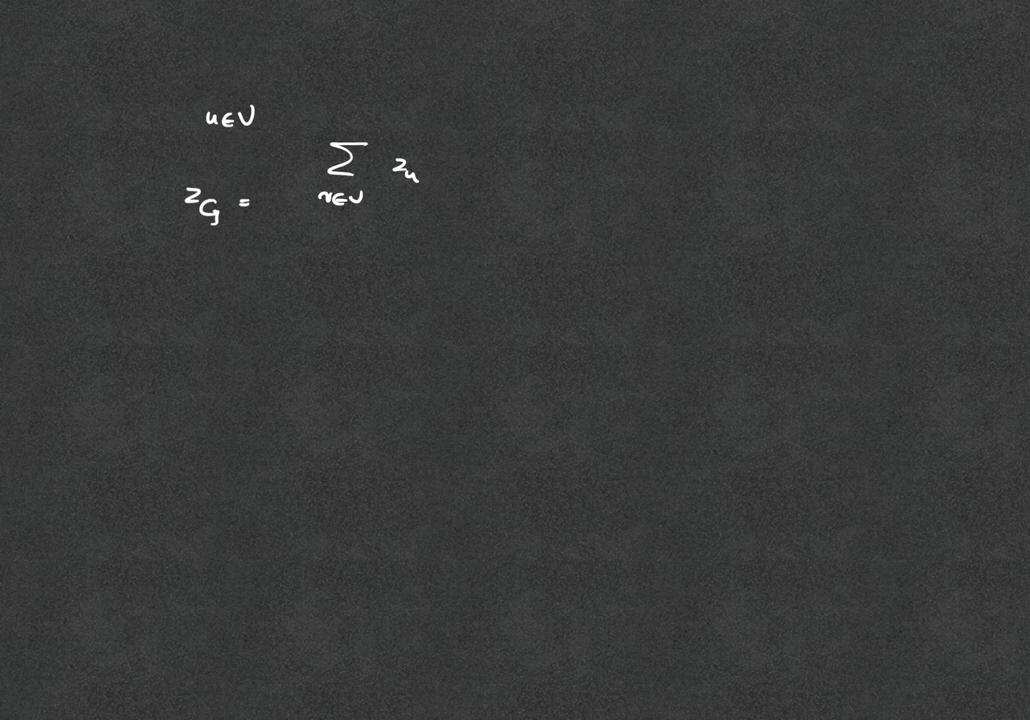 u ∈ V
z_G = ∑_{v∈V} z_u